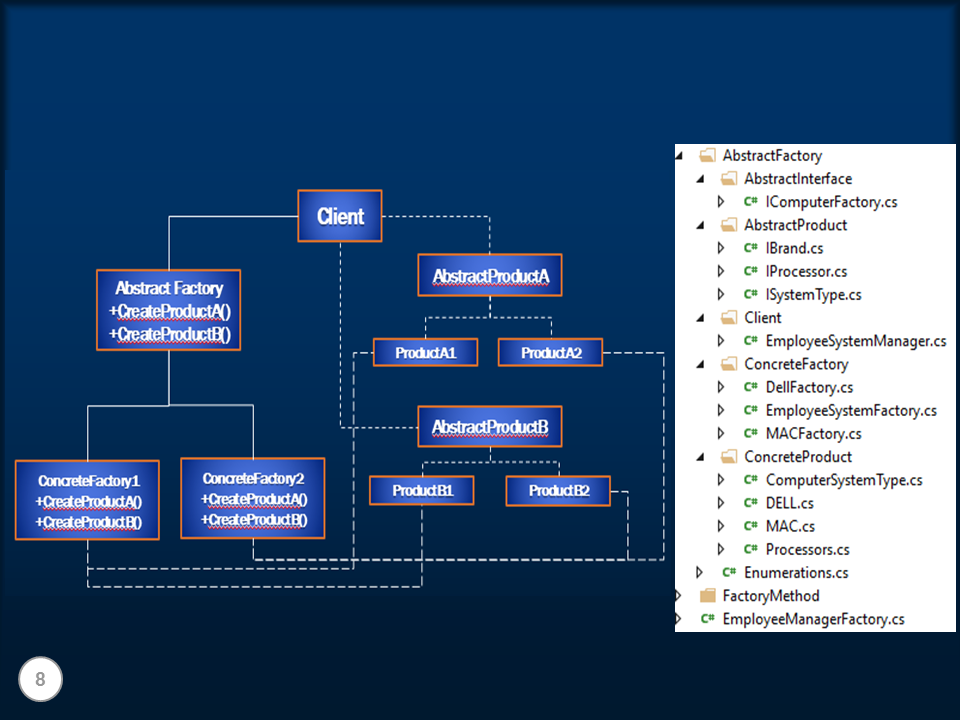 Client
Abstract Factory
+CreateProductA()
+CreateProductB()
AbstractProductA
ProductA1
ProductA2
AbstractProductB
ProductB1
ProductB2
ConcreteFactory1
+CreateProductA()
+CreateProductB()
ConcreteFactory2
+CreateProductA()
+CreateProductB()
AbstractFactory
AbstractInterface
C# IComputerFactory.cs
AbstractProduct
C# IBrand.cs
C# IProcessor.cs
C# ISystemType.cs
Client
C# EmployeeSystemManager.cs
ConcreteFactory
C# DellFactory.cs
C# EmployeeSystemFactory.cs
C# MACFactory.cs
ConcreteProduct
C# ComputerSystemType.cs
C# DELL.cs
C# MAC.cs
C# Processors.cs
C# Enumerations.cs
FactoryMethod
C# EmployeeManagerFactory.cs
8